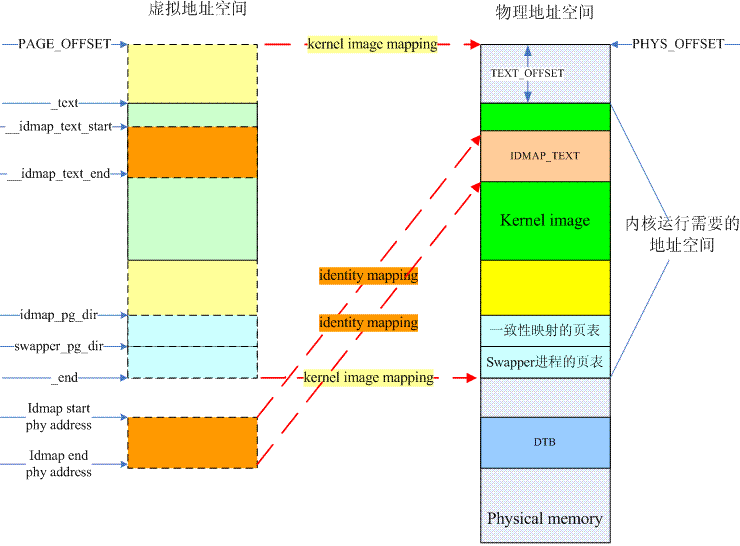 虚拟地址空间
物理地址空间
PAGE_OFFSET
kernel image mapping
PHYS_OFFSET
TEXT_OFFSET
_text
__idmap_text_start
IDMAP_TEXT
__idmap_text_end
Kernel image
内核运行需要的
地址空间
identity mapping
identity mapping
idmap_pg_dir
一致性映射的页表
swapper_pg_dir
Swapper进程的页表
_end
kernel image mapping
Idmap start
phy address
DTB
Idmap end
phy address
Physical memory